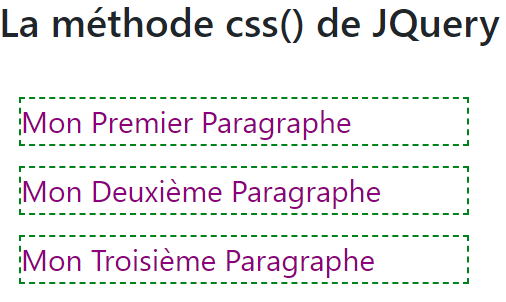 La méthode css() de JQuery
Mon Premier Paragraphe
Mon Deuxième Paragraphe
Mon Troisième Paragraphe